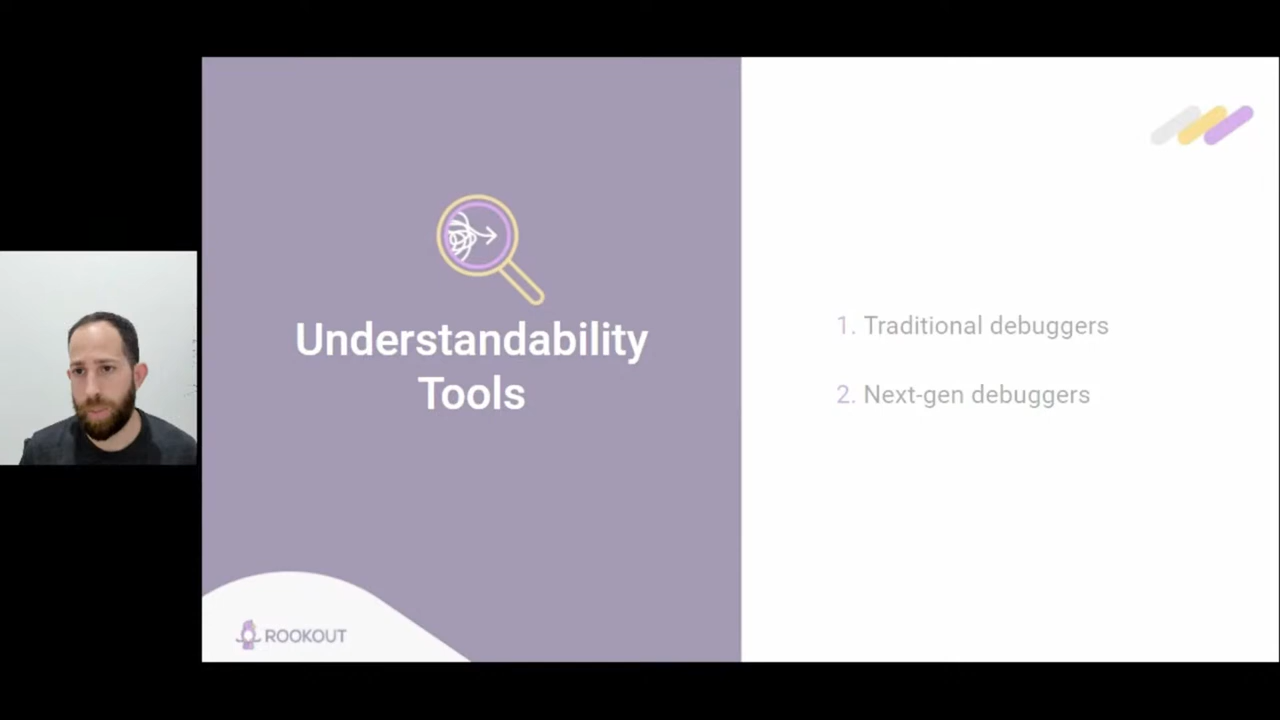 Understandability
Tools
1. Traditional debuggers
2. Next-gen debuggers
ROOKOUT